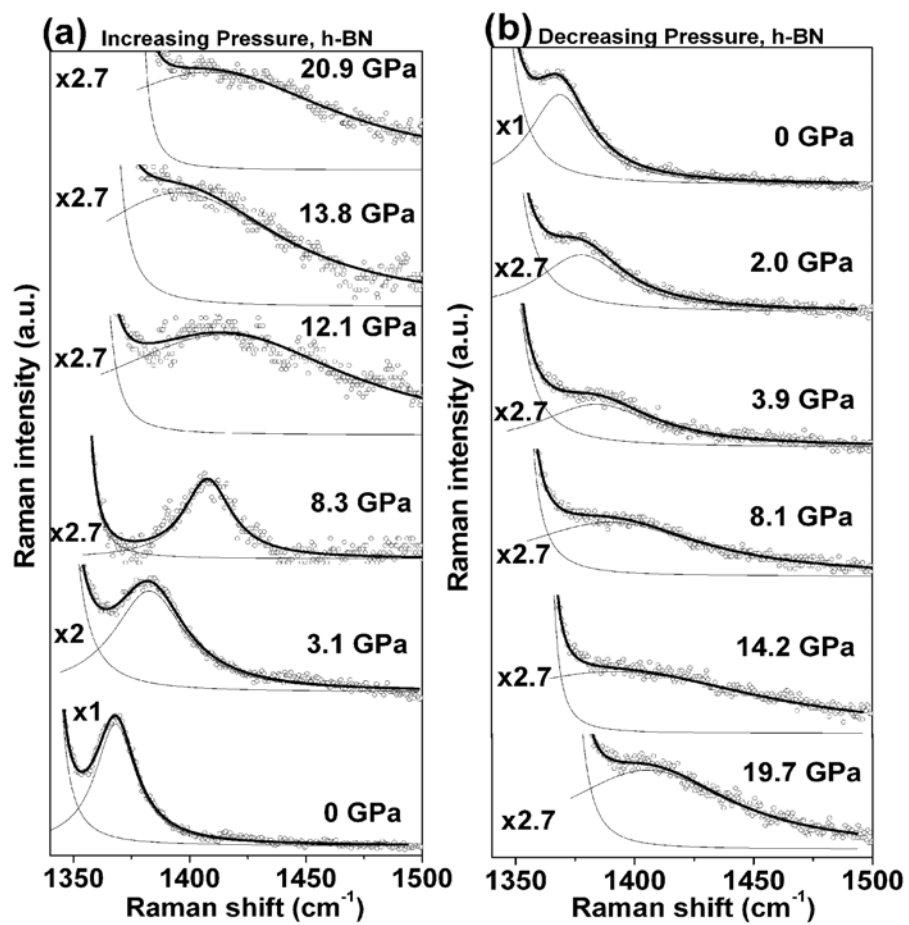 (a) Increasing Pressure, h-BN
x2.7 20.9 GPa
x2.7 13.8 GPa
x2.7 12.1 GPa
x2.7 8.3 GPa
x2 3.1 GPa
x1 0 GPa
1350 1400 1450 1500
Raman shift (cm⁻¹)
Raman intensity (a.u.)
(b) Decreasing Pressure, h-BN
x1 0 GPa
x2.7 2.0 GPa
x2.7 3.9 GPa
x2.7 8.1 GPa
x2.7 14.2 GPa
x2.7 19.7 GPa
1350 1400 1450 1500
Raman shift (cm⁻¹)
Raman intensity (a.u.)